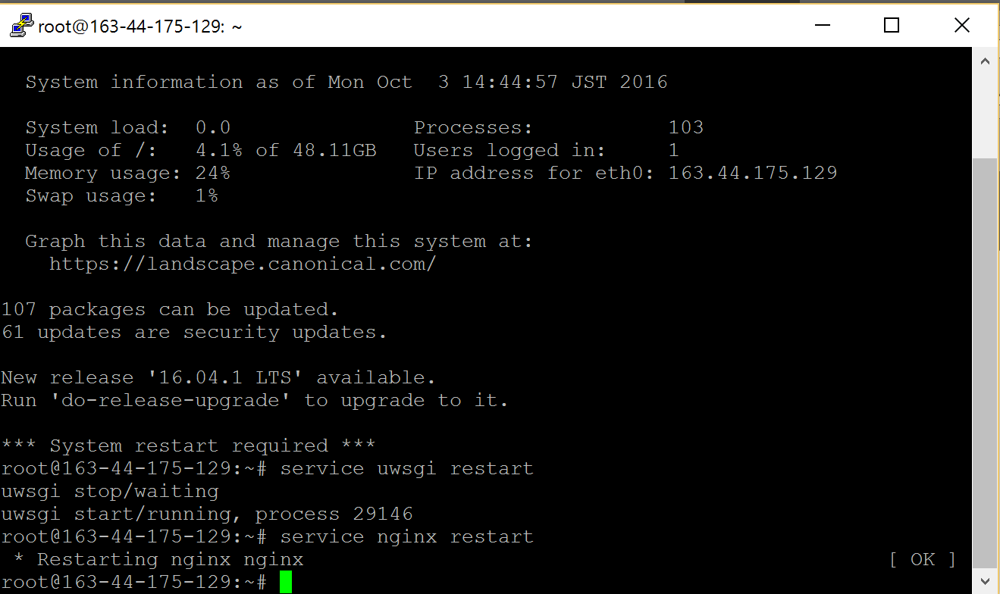 root@163-44-175-129: ~
System information as of Mon Oct  3 14:44:57 JST 2016
System load:  0.0               Processes:           103
Usage of /:   4.1% of 48.11GB   Users logged in:     1
Memory usage: 24%               IP address for eth0: 163.44.175.129
Swap usage:   1%
Graph this data and manage this system at:
https://landscape.canonical.com/
107 packages can be updated.
61 updates are security updates.
New release '16.04.1 LTS' available.
Run 'do-release-upgrade' to upgrade to it.
*** System restart required ***
root@163-44-175-129:~# service uwsgi restart
uwsgi stop/waiting
uwsgi start/running, process 29146
root@163-44-175-129:~# service nginx restart
 * Restarting nginx nginx                                                [ OK ]
root@163-44-175-129:~#